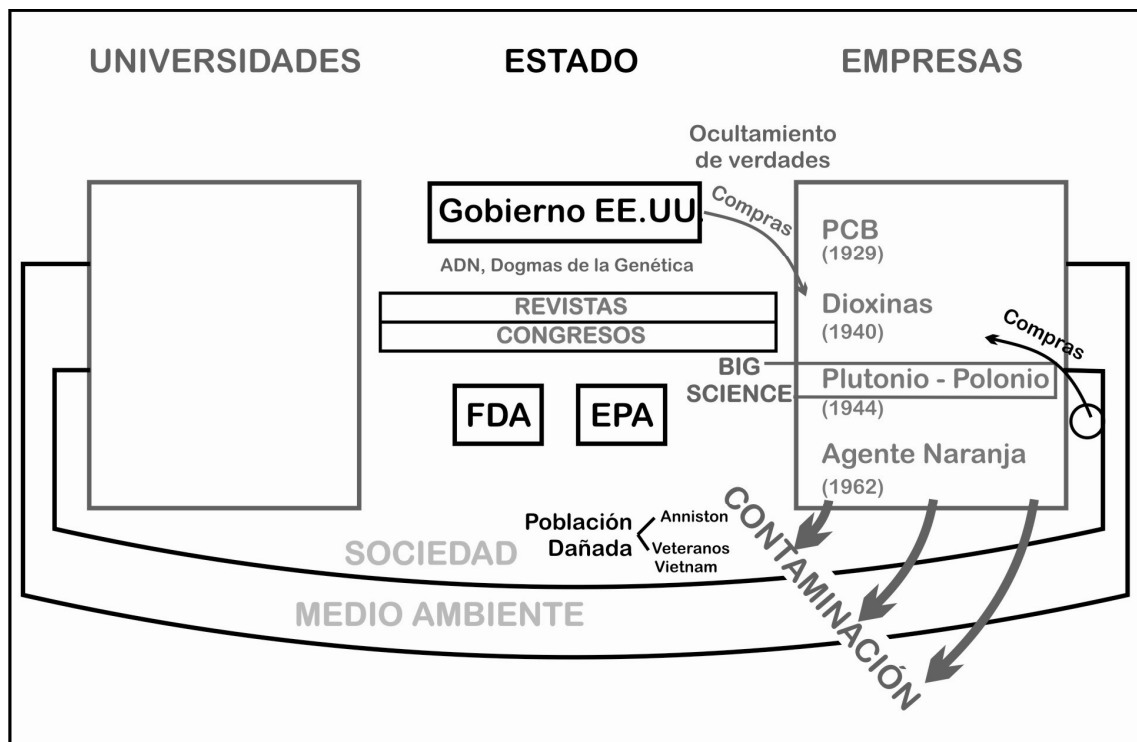 UNIVERSIDADES
ESTADO
EMPRESAS
Ocultamiento
de verdades
Gobierno EE.UU.
Compras
PCB
(1929)
ADN, Dogmas de la Genética
REVISTAS
CONGRESOS
Dioxinas
(1940)
Compras
BIG
SCIENCE
Plutonio - Polonio
(1944)
FDA
EPA
Agente Naranja
(1962)
Población
Dañada
Anniston
Veteranos
Vietnam
CONTAMINACIÓN
SOCIEDAD
MEDIO AMBIENTE